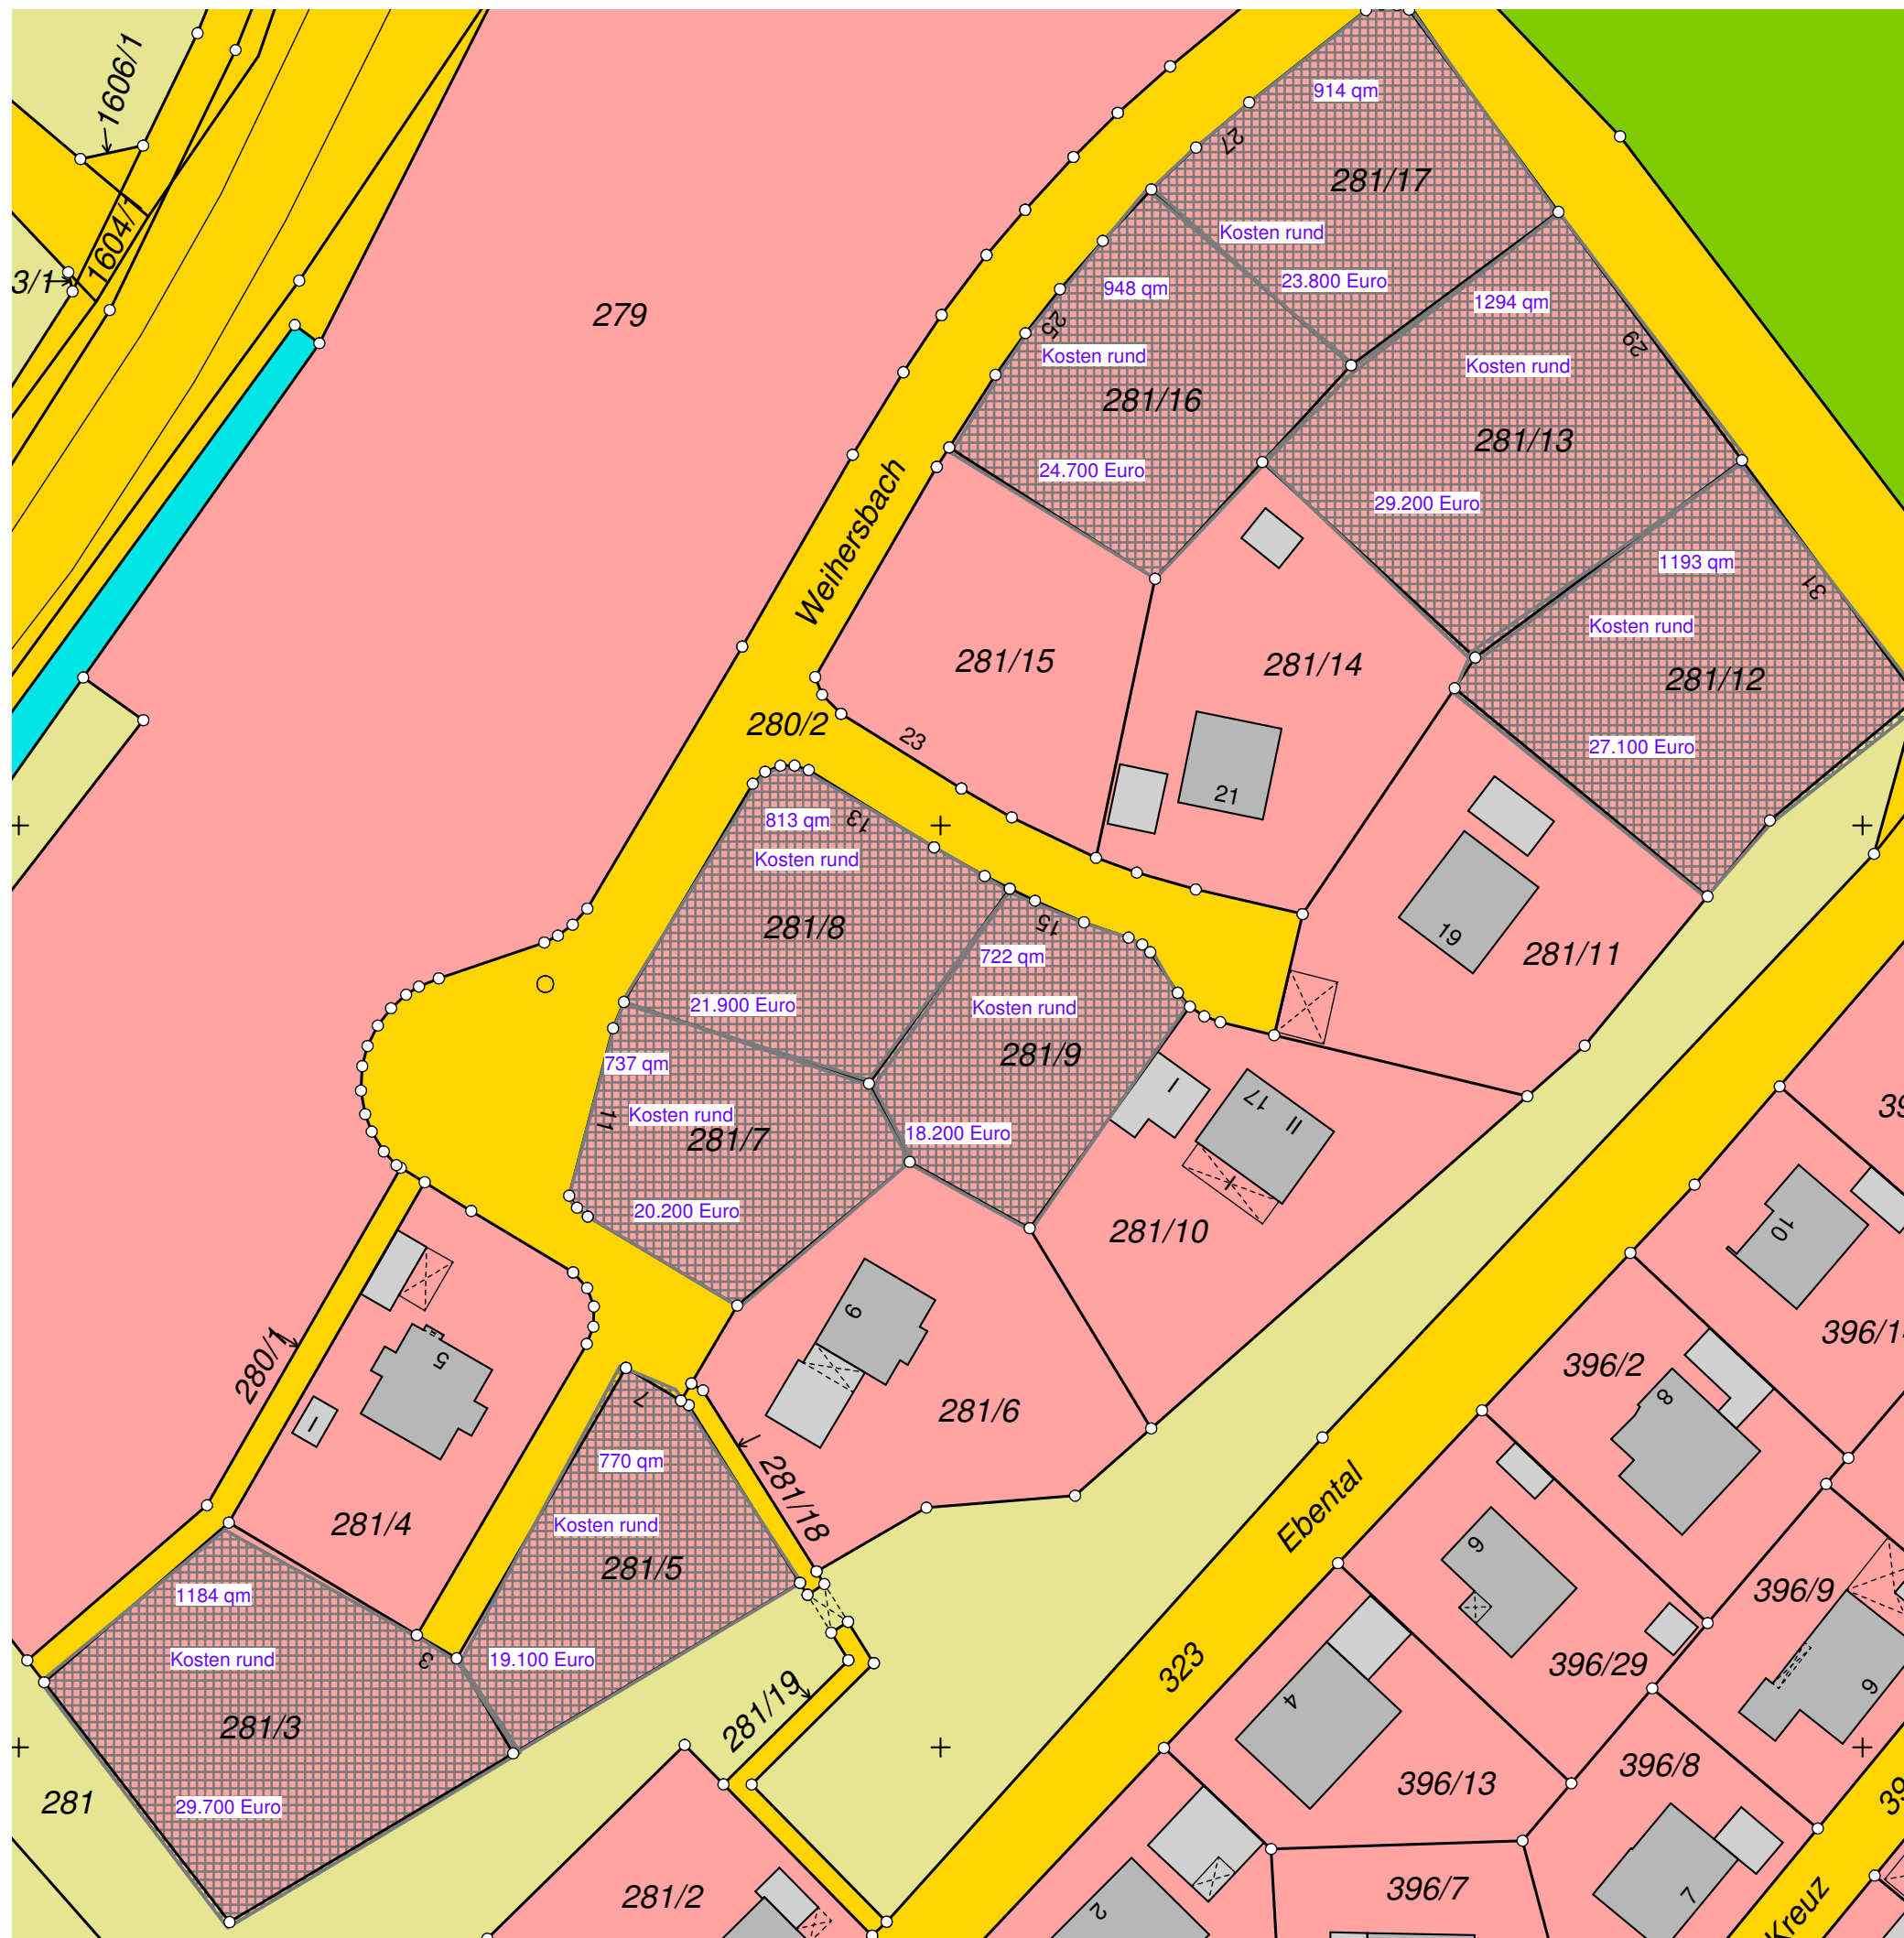 1606/1
1604/1
3/1
279
914 qm
27
281/17
Kosten rund
23.800 Euro
948 qm
25
Kosten rund
281/16
24.700 Euro
1294 qm
29
Kosten rund
281/13
29.200 Euro
1193 qm
31
Kosten rund
281/12
27.100 Euro
Weihersbach
281/15
281/14
280/2
23
21
813 qm
13
Kosten rund
281/8
21.900 Euro
15
722 qm
Kosten rund
281/9
18.200 Euro
19
281/11
737 qm
11
Kosten rund
281/7
20.200 Euro
I
17
II
281/10
280/1
5
I
281/4
9
281/6
281/18
7
770 qm
Kosten rund
281/5
19.100 Euro
1184 qm
Kosten rund
3
281/3
29.700 Euro
281
281/19
281/2
323
Ebental
39
10
396/1
396/2
8
6
396/29
396/9
9
4
396/13
396/8
396/7
7
2
39
Kreuz